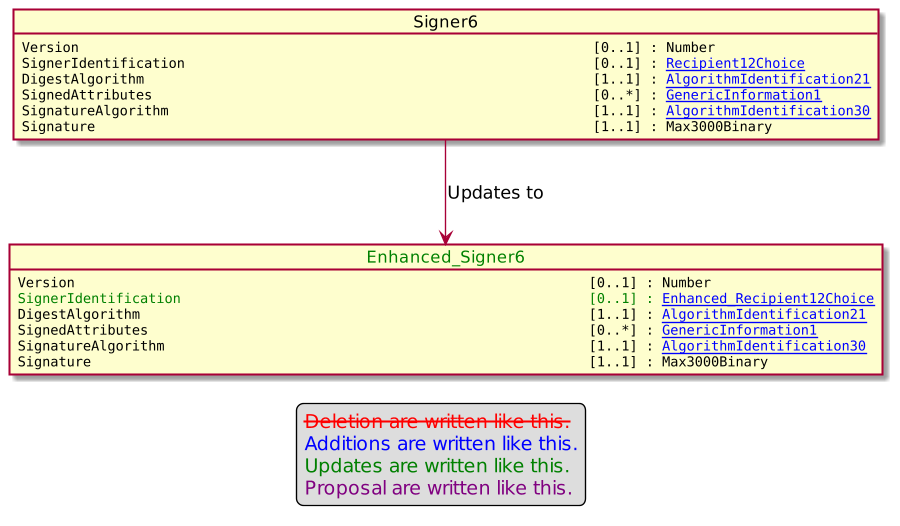 Signer6
Version [0..1] : Number
SignerIdentification [0..1] : Recipient12Choice
DigestAlgorithm [1..1] : AlgorithmIdentification21
SignedAttributes [0..*] : GenericInformation1
SignatureAlgorithm [1..1] : AlgorithmIdentification30
Signature [1..1] : Max3000Binary
Updates to
Enhanced_Signer6
Version [0..1] : Number
SignerIdentification [0..1] : Enhanced_Recipient12Choice
DigestAlgorithm [1..1] : AlgorithmIdentification21
SignedAttributes [0..*] : GenericInformation1
SignatureAlgorithm [1..1] : AlgorithmIdentification30
Signature [1..1] : Max3000Binary
Deletion are written like this.
Additions are written like this.
Updates are written like this.
Proposal are written like this.